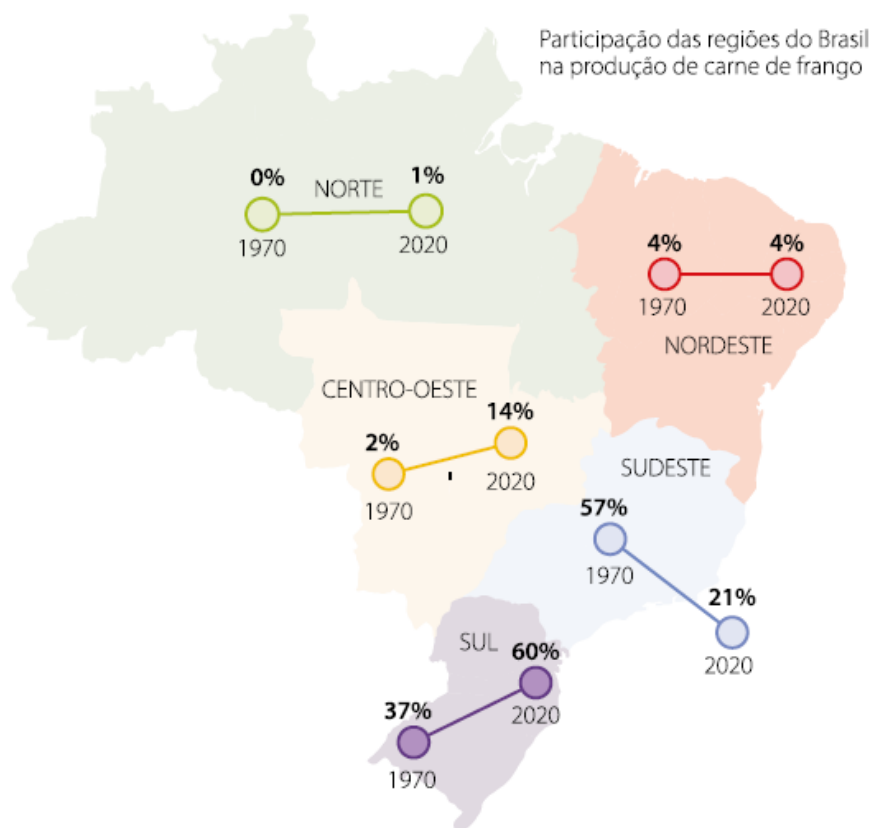 Participação das regiões do Brasil
na produção de carne de frango
0%
NORTE
1%
1970
2020
4%
4%
1970
2020
NORDESTE
CENTRO-OESTE
2%
14%
1970
2020
SUDESTE
57%
1970
21%
2020
SUL
37%
60%
1970
2020